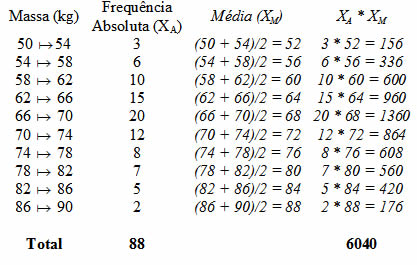 Massa (kg) Frequência Absoluta (XA) Média (XM) XA * XM
50 ↦ 54 3 (50 + 54)/2 = 52 3 * 52 = 156
54 ↦ 58 6 (54 + 58)/2 = 56 6 * 56 = 336
58 ↦ 62 10 (58 + 62)/2 = 60 10 * 60 = 600
62 ↦ 66 15 (62 + 66)/2 = 64 15 * 64 = 960
66 ↦ 70 20 (66 + 70)/2 = 68 20 * 68 = 1360
70 ↦ 74 12 (70 + 74)/2 = 72 12 * 72 = 864
74 ↦ 78 8 (74 + 78)/2 = 76 8 * 76 = 608
78 ↦ 82 7 (78 + 82)/2 = 80 7 * 80 = 560
82 ↦ 86 5 (82 + 86)/2 = 84 5 * 84 = 420
86 ↦ 90 2 (86 + 90)/2 = 88 2 * 88 = 176
Total 88 6040